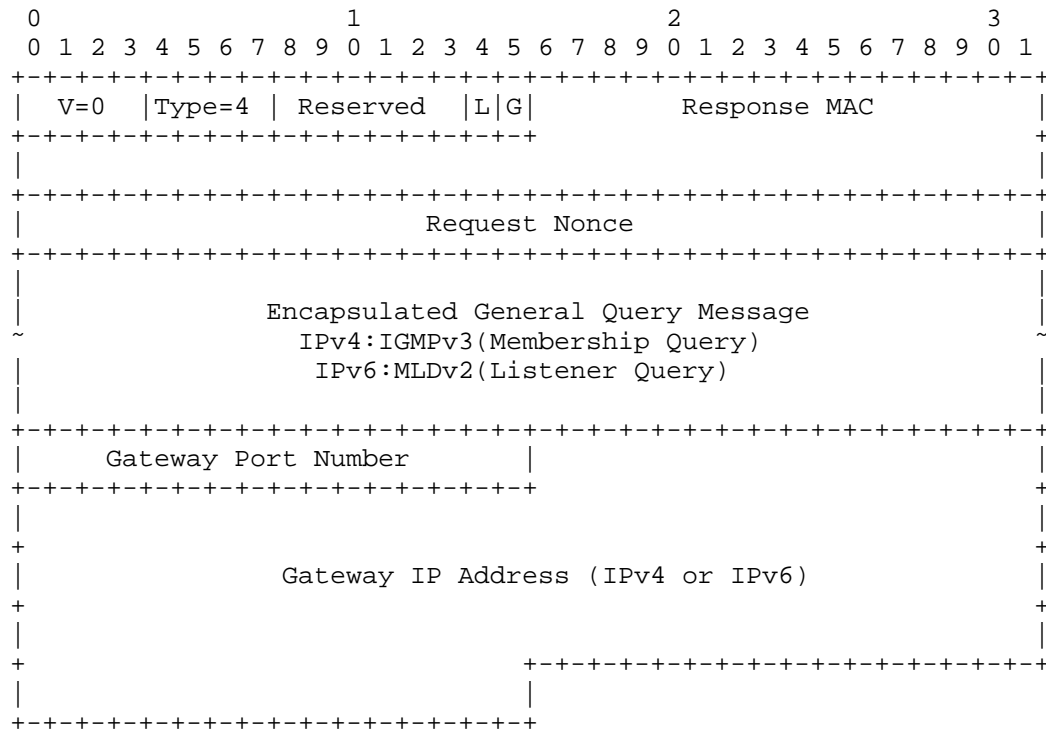 0 1 2 3
0 1 2 3 4 5 6 7 8 9 0 1 2 3 4 5 6 7 8 9 0 1 2 3 4 5 6 7 8 9 0 1
+-+-+-+-+-+-+-+-+-+-+-+-+-+-+-+-+-+-+-+-+-+-+-+-+-+-+-+-+-+-+-+-+
| V=0 |Type=4 | Reserved |L|G| Response MAC |
+-+-+-+-+-+-+-+-+-+-+-+-+-+-+-+-+ +
| |
+-+-+-+-+-+-+-+-+-+-+-+-+-+-+-+-+-+-+-+-+-+-+-+-+-+-+-+-+-+-+-+-+
| Request Nonce |
+-+-+-+-+-+-+-+-+-+-+-+-+-+-+-+-+-+-+-+-+-+-+-+-+-+-+-+-+-+-+-+-+
| |
| Encapsulated General Query Message |
~ IPv4:IGMPv3(Membership Query) ~
| IPv6:MLDv2(Listener Query) |
| |
+-+-+-+-+-+-+-+-+-+-+-+-+-+-+-+-+-+-+-+-+-+-+-+-+-+-+-+-+-+-+-+-+
| Gateway Port Number | |
+-+-+-+-+-+-+-+-+-+-+-+-+-+-+-+-+ +
| |
+ +
| Gateway IP Address (IPv4 or IPv6) |
+ +
| |
+ +-+-+-+-+-+-+-+-+-+-+-+-+-+-+-+-+
| |
+-+-+-+-+-+-+-+-+-+-+-+-+-+-+-+-+